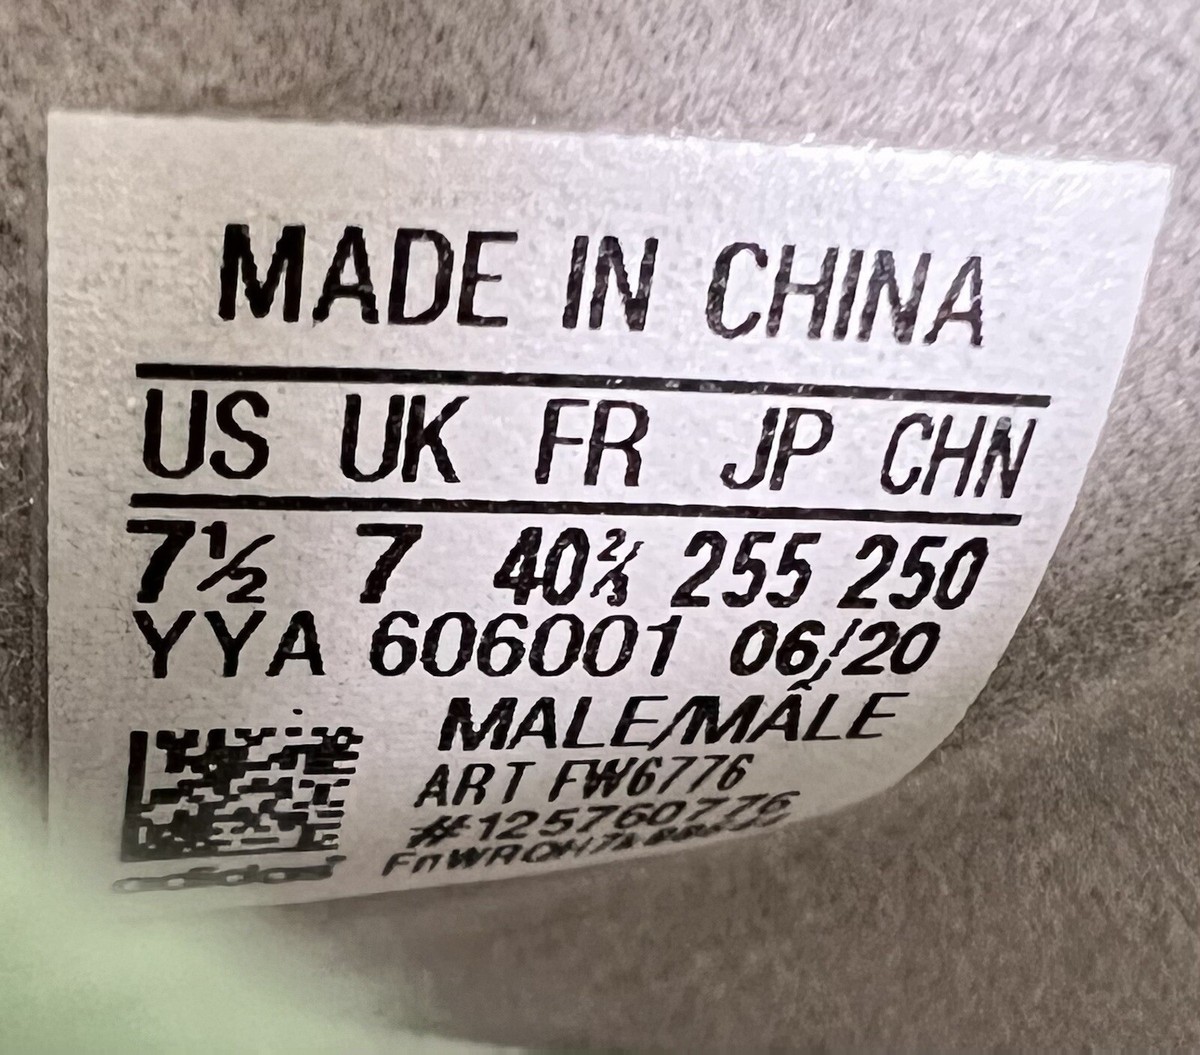 MADE IN CHINA
US UK FR JP CHN
7½ 7 40⅔ 255 250
YYA 606001 06/20
MALE/MÂLE
ART FW6776
#125760776